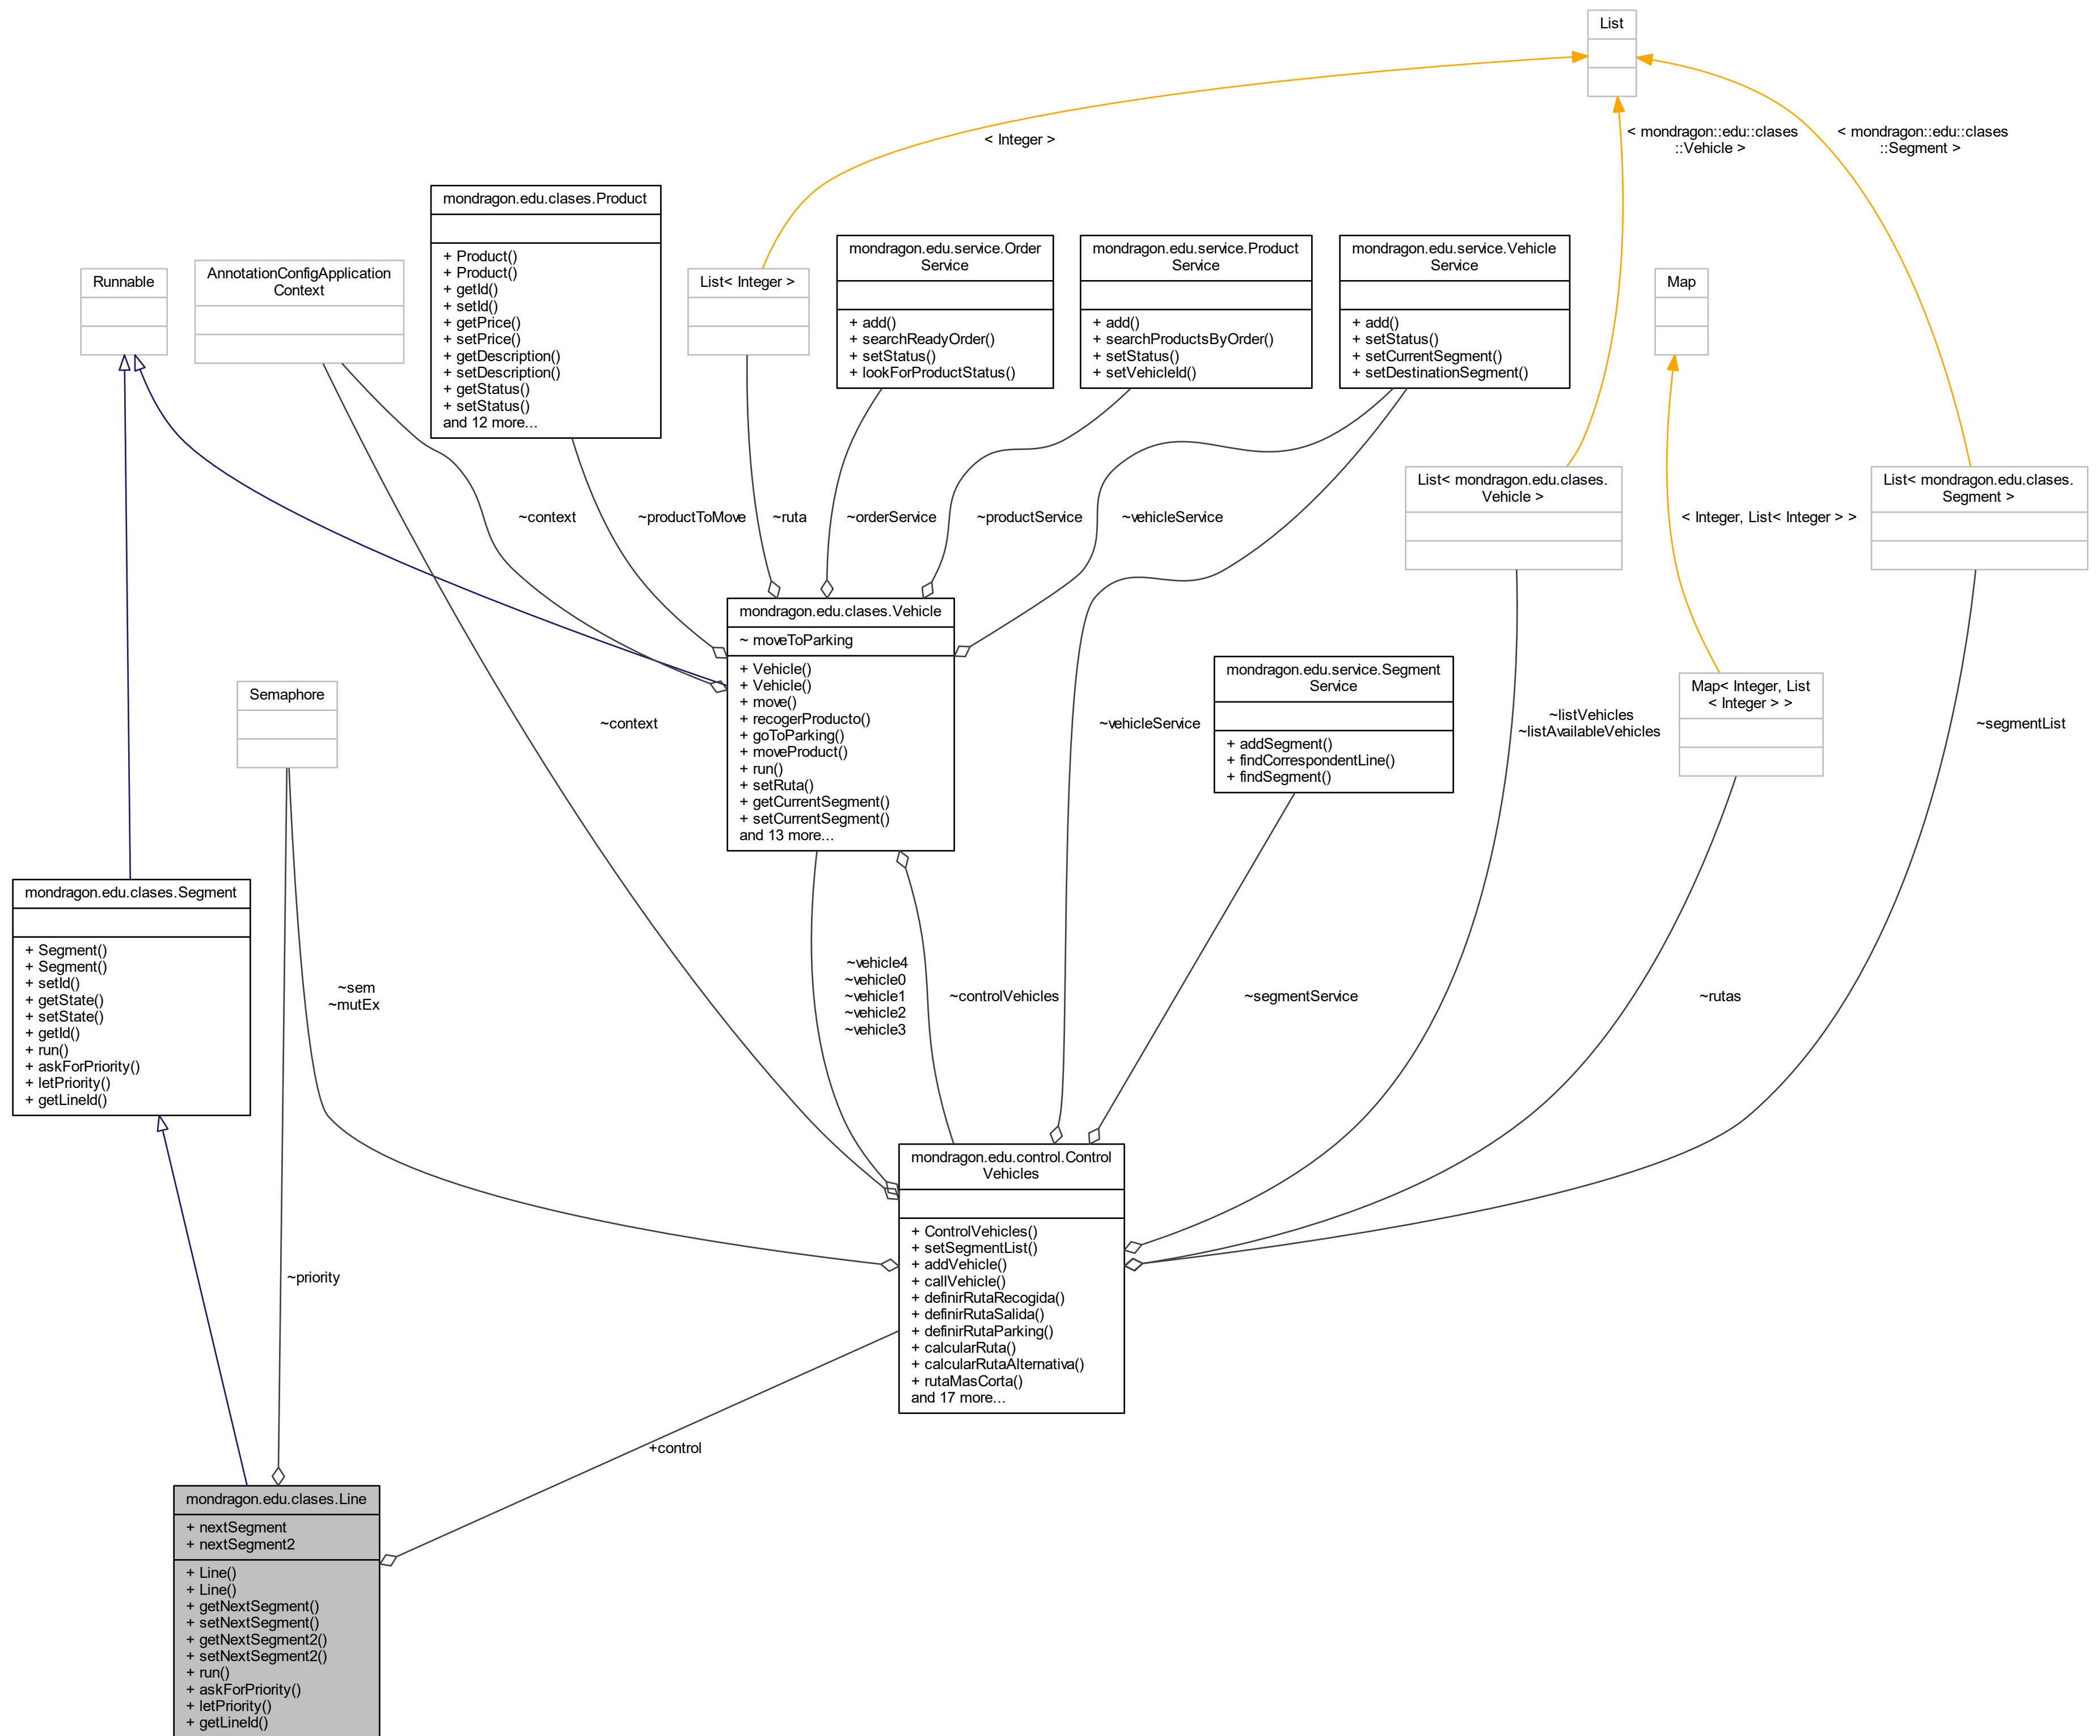 List
< Integer >
< mondragon::edu::clases
::Vehicle >
< mondragon::edu::clases
::Segment >
Runnable
AnnotationConfigApplication
Context
mondragon.edu.clases.Product
+ Product()
+ Product()
+ getId()
+ setId()
+ getPrice()
+ setPrice()
+ getDescription()
+ setDescription()
+ getStatus()
+ setStatus()
and 12 more...
List< Integer >
mondragon.edu.service.Order
Service
+ add()
+ searchReadyOrder()
+ setStatus()
+ lookForProductStatus()
mondragon.edu.service.Product
Service
+ add()
+ searchProductsByOrder()
+ setStatus()
+ setVehicleId()
mondragon.edu.service.Vehicle
Service
+ add()
+ setStatus()
+ setCurrentSegment()
+ setDestinationSegment()
Map
List< mondragon.edu.clases.
Vehicle >
< Integer, List< Integer > >
List< mondragon.edu.clases.
Segment >
~context
~productToMove
~ruta
~orderService
~productService
~vehicleService
mondragon.edu.clases.Vehicle
~ moveToParking
+ Vehicle()
+ Vehicle()
+ move()
+ recogerProducto()
+ goToParking()
+ moveProduct()
+ run()
+ setRuta()
+ getCurrentSegment()
+ setCurrentSegment()
and 13 more...
Semaphore
~context
~vehicleService
mondragon.edu.service.Segment
Service
+ addSegment()
+ findCorrespondentLine()
+ findSegment()
~listVehicles
~listAvailableVehicles
Map< Integer, List
< Integer > >
~segmentList
mondragon.edu.clases.Segment
+ Segment()
+ Segment()
+ setId()
+ getState()
+ setState()
+ getId()
+ run()
+ askForPriority()
+ letPriority()
+ getLineId()
~sem
~mutEx
~vehicle4
~vehicle0
~vehicle1
~vehicle2
~vehicle3
~controlVehicles
~segmentService
~rutas
mondragon.edu.control.Control
Vehicles
+ ControlVehicles()
+ setSegmentList()
+ addVehicle()
+ callVehicle()
+ definirRutaRecogida()
+ definirRutaSalida()
+ definirRutaParking()
+ calcularRuta()
+ calcularRutaAlternativa()
+ rutaMasCorta()
and 17 more...
~priority
+control
mondragon.edu.clases.Line
+ nextSegment
+ nextSegment2
+ Line()
+ Line()
+ getNextSegment()
+ setNextSegment()
+ getNextSegment2()
+ setNextSegment2()
+ run()
+ askForPriority()
+ letPriority()
+ getLineId()